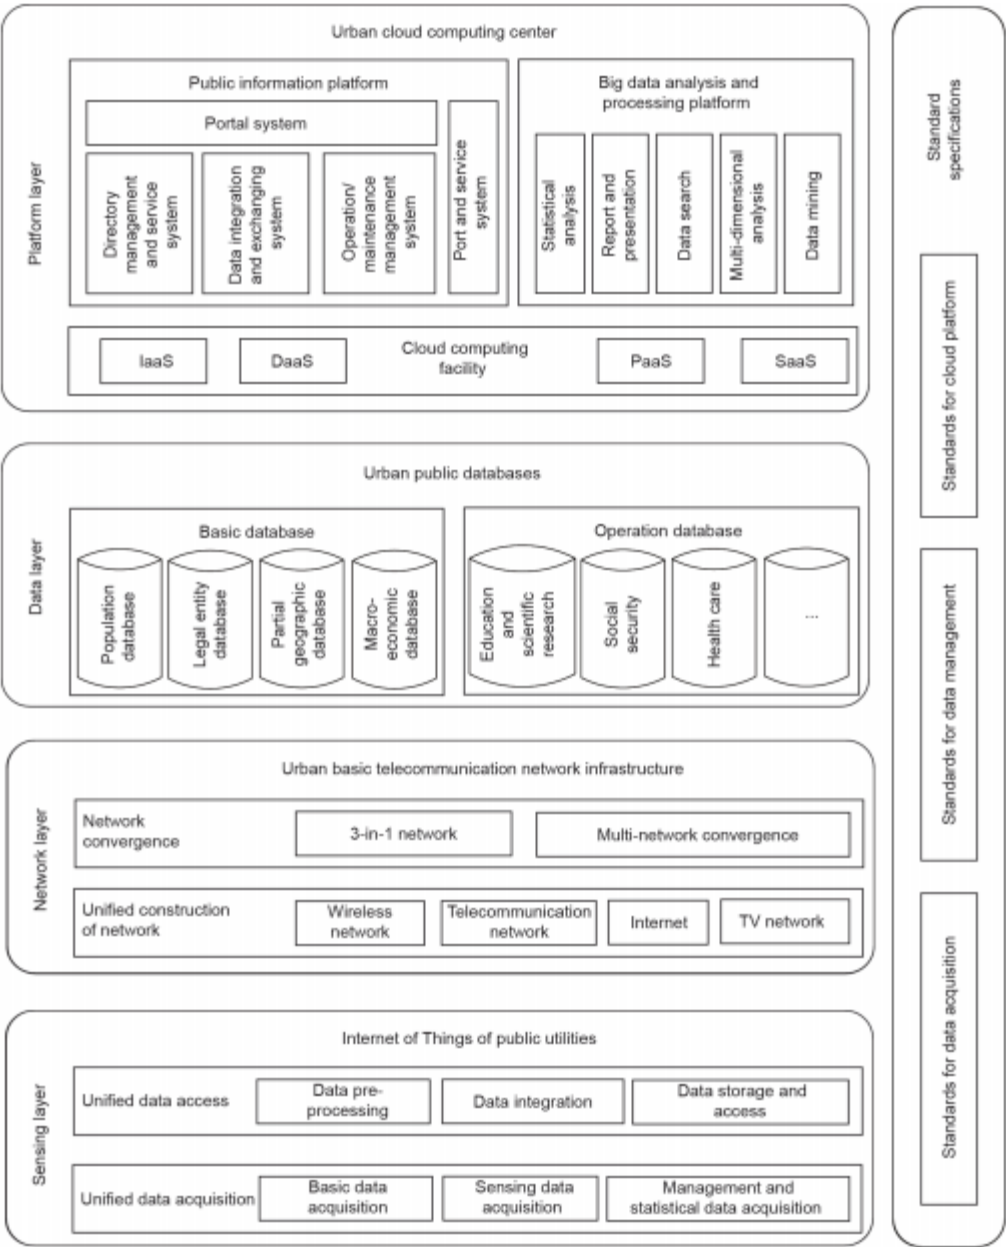 Urban cloud computing center
Platform layer
Public information platform
Portal system
Directory
management
and service
system
Data integration
and exchanging
system
Operation/
maintenance
management
system
Port and service
system
Big data analysis and
processing platform
Statistical
analysis
Report and
presentation
Data search
Multi-dimensional
analysis
Data mining
IaaS
DaaS
Cloud computing
facility
PaaS
SaaS
Urban public databases
Data layer
Basic database
Population
database
Legal entity
database
Partial
geographic
database
Macro-
economic
database
Operation database
Education
and
scientific
research
Social
security
Health care
...
Urban basic telecommunication network infrastructure
Network layer
Network
convergence
3-in-1 network
Multi-network convergence
Unified construction
of network
Wireless
network
Telecommunication
network
Internet
TV network
Internet of Things of public utilities
Sensing layer
Unified data access
Data pre-
processing
Data integration
Data storage and
access
Unified data acquisition
Basic data
acquisition
Sensing data
acquisition
Management and
statistical data acquisition
Standard
specifications
Standards for cloud platform
Standards for data management
Standards for data acquisition